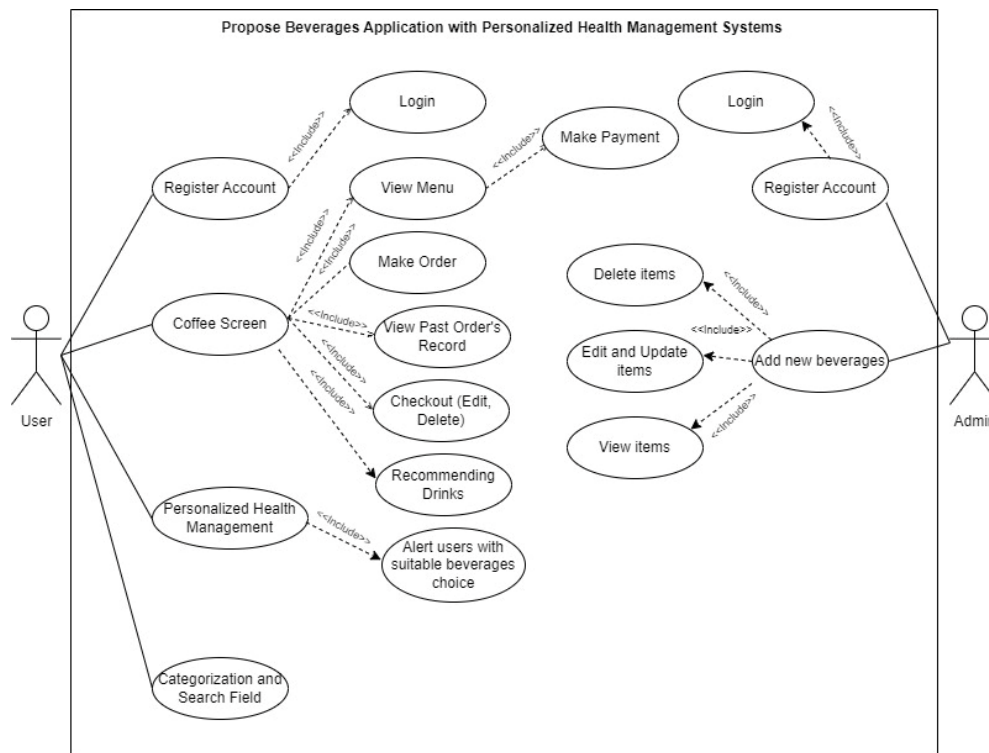 Propose Beverages Application with Personalized Health Management Systems
Login
<<Include>>
Register Account
View Menu
<<Include>>
Make Payment
<<Include>>
<<Include>>
Make Order
Coffee Screen
<<Include>>
View Past Order's
Record
<<Include>>
Checkout (Edit,
Delete)
<<Include>>
Recommending
Drinks
Personalized Health
Management
<<Include>>
Alert users with
suitable beverages
choice
Categorization and
Search Field
User
Login
<<Include>>
Register Account
Delete items
<<Include>>
<<Include>>
Edit and Update
items
Add new beverages
<<Include>>
View items
Admin